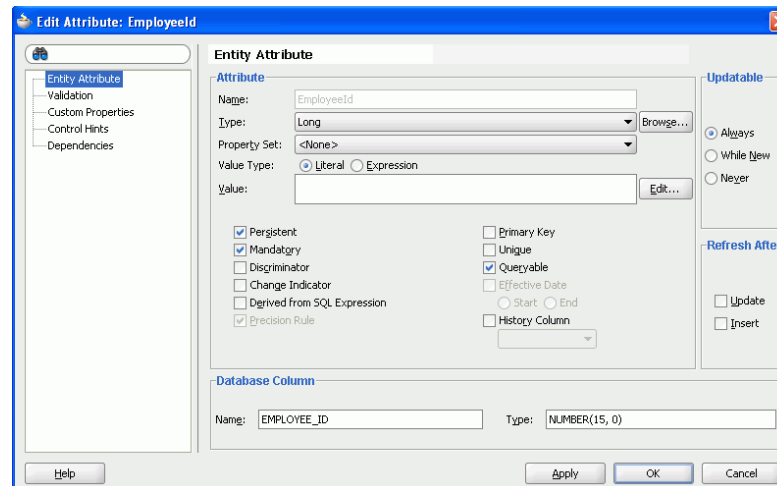 Edit Attribute: EmployeeId
Entity Attribute
Validation
Custom Properties
Control Hints
Dependencies
Entity Attribute
Attribute
Name: EmployeeId
Type: Long Browse...
Property Set: <None>
Value Type: Literal Expression
Value: Edit...
Persistent
Mandatory
Discriminator
Change Indicator
Derived from SQL Expression
Precision Rule
Primary Key
Unique
Queryable
Effective Date
Start End
History Column
Updatable
Always
While New
Never
Refresh Afte
Update
Insert
Database Column
Name: EMPLOYEE_ID Type: NUMBER(15, 0)
Help Apply OK Cancel